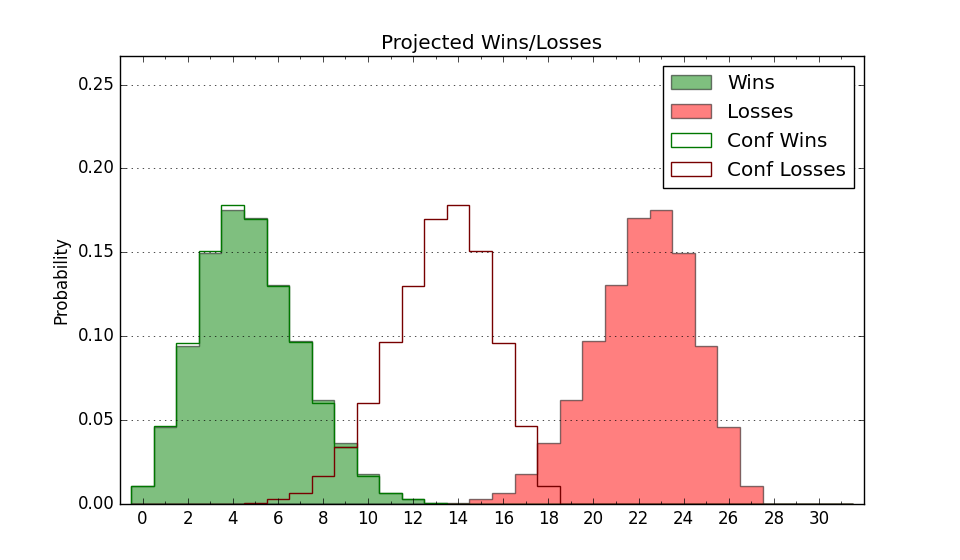 Projected Wins/Losses
0.25
0.20
0.15
0.10
0.05
0.00
Probability
Wins
Losses
Conf Wins
Conf Losses
0 2 4 6 8 10 12 14 16 18 20 22 24 26 28 30